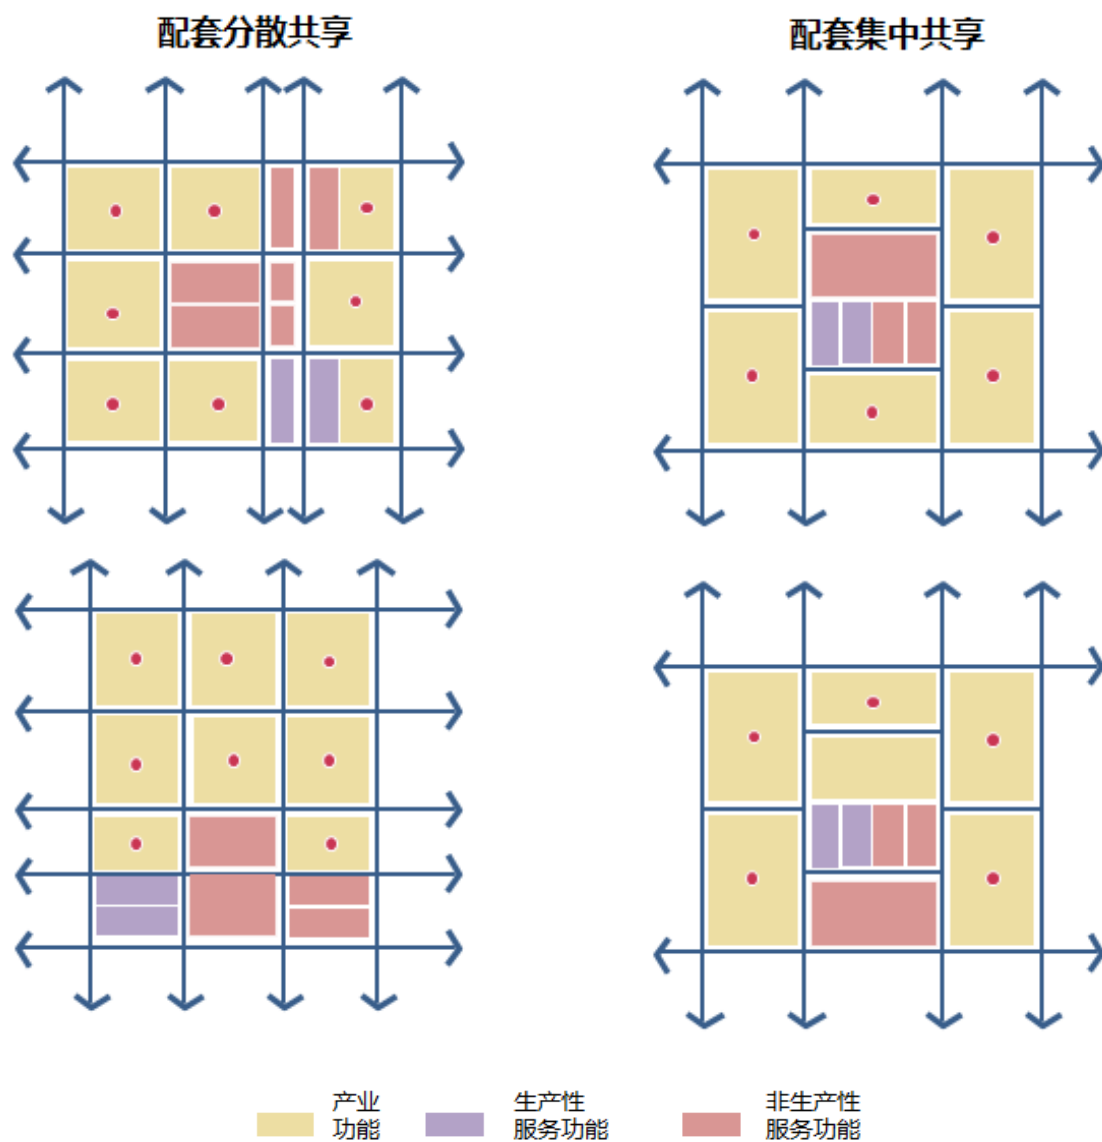 配套分散共享
配套集中共享
产业
功能
生产性
服务功能
非生产性
服务功能